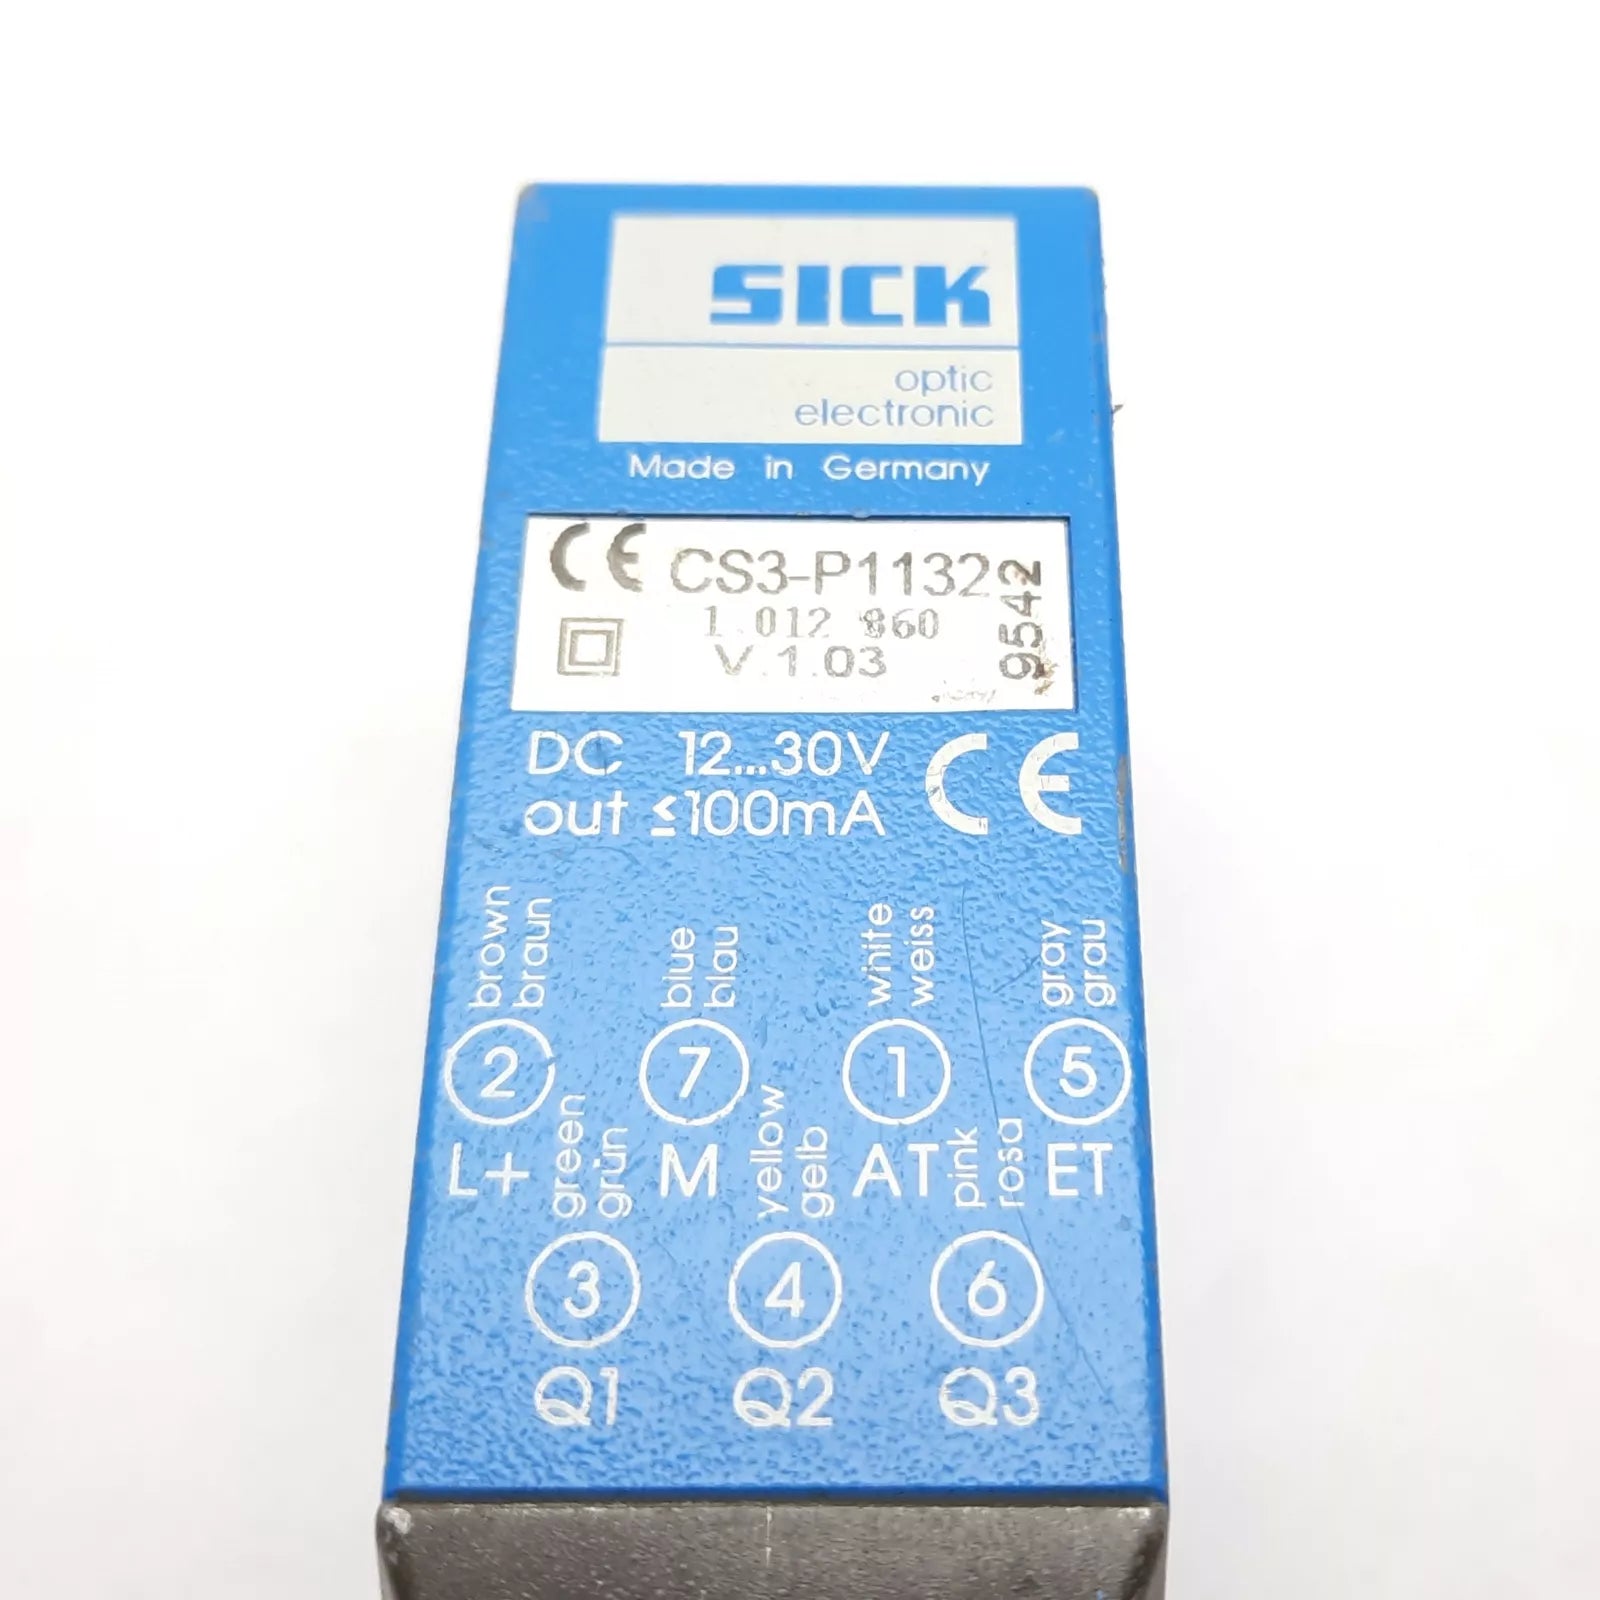 SICK
optic
electronic
Made in Germany
CE CS3-P1132
1 012 860
V.1.03
9542
DC 12...30V
out ≤100mA
CE
brown
braun
blue
blau
white
weiss
gray
grau
2
7
1
5
L+
green
grün
M
yellow
gelb
AT
pink
rosa
ET
3
4
6
Q1
Q2
Q3